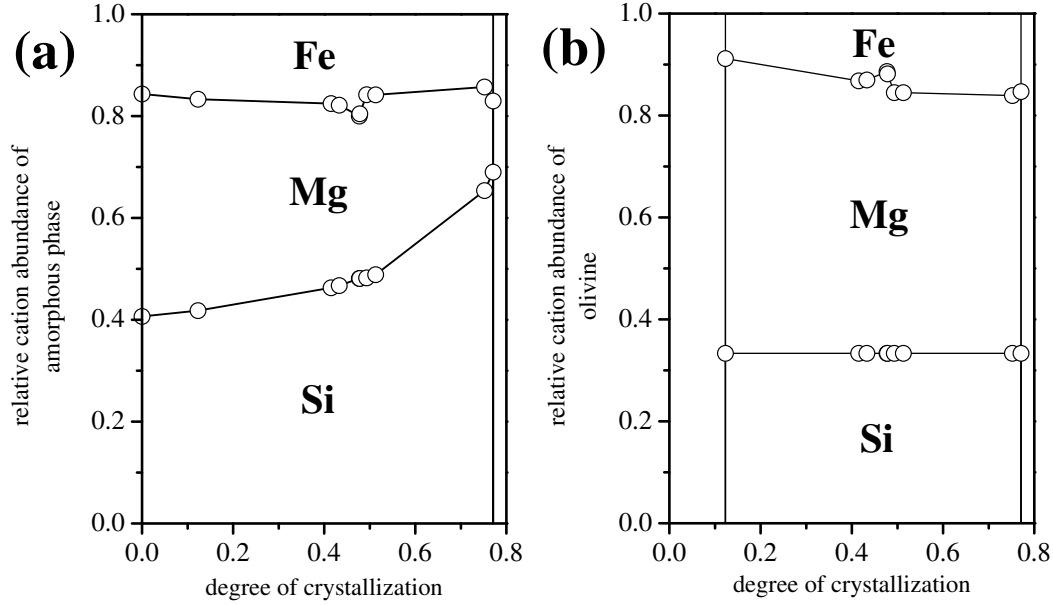 (a)
relative cation abundance of
amorphous phase
1.0
0.8
0.6
0.4
0.2
0.0
Fe
Mg
Si
0.0 0.2 0.4 0.6 0.8
degree of crystallization
(b)
relative cation abundance of
olivine
1.0
0.8
0.6
0.4
0.2
0.0
Fe
Mg
Si
0.0 0.2 0.4 0.6 0.8
degree of crystallization